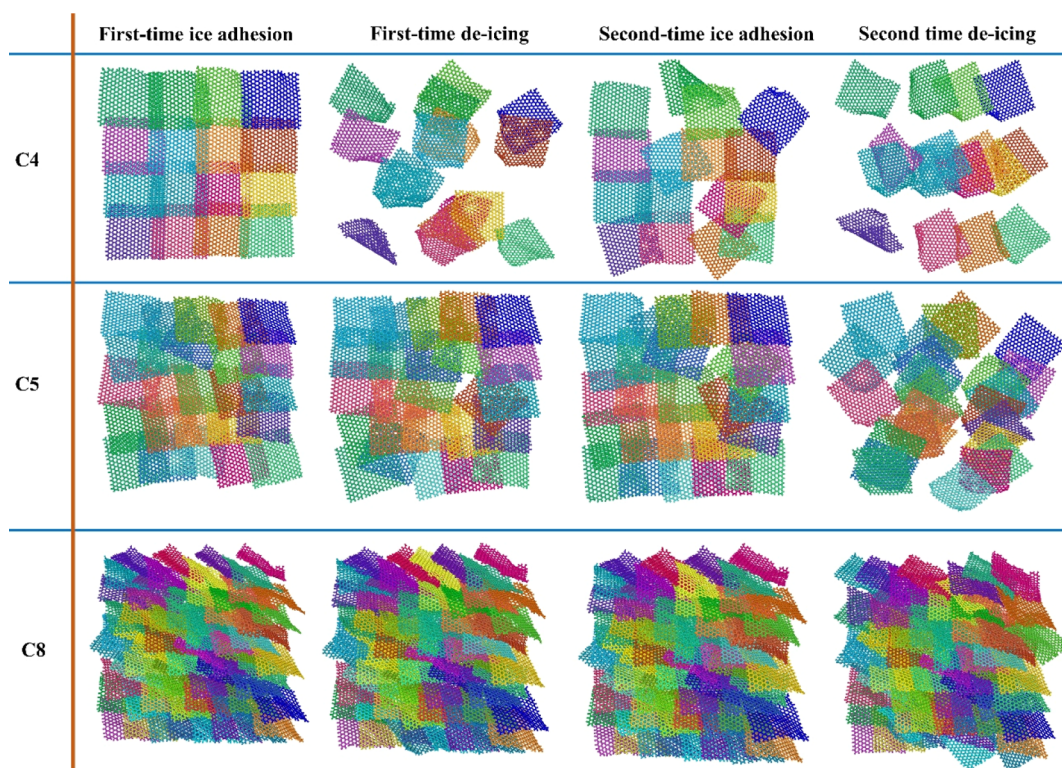 First-time ice adhesion First-time de-icing Second-time ice adhesion Second time de-icing
C4
C5
C8